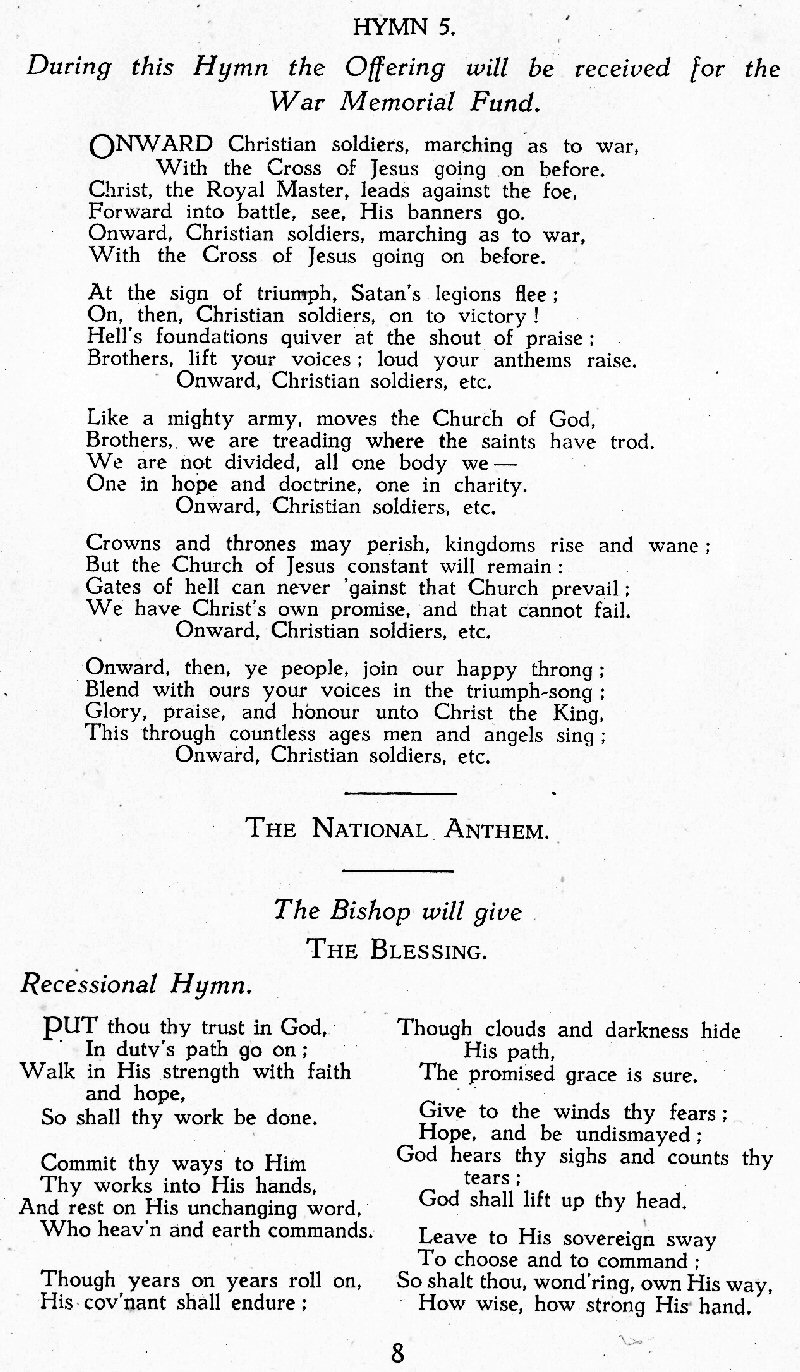 HYMN 5.
During this Hymn the Offering will be received for the
War Memorial Fund.
ONWARD Christian soldiers, marching as to war,
With the Cross of Jesus going on before.
Christ, the Royal Master, leads against the foe,
Forward into battle, see, His banners go.
Onward, Christian soldiers, marching as to war,
With the Cross of Jesus going on before.
At the sign of triumph, Satan's legions flee ;
On, then, Christian soldiers, on to victory !
Hell's foundations quiver at the shout of praise ;
Brothers, lift your voices ; loud your anthems raise.
Onward, Christian soldiers, etc.
Like a mighty army, moves the Church of God,
Brothers, we are treading where the saints have trod.
We are not divided, all one body we —
One in hope and doctrine, one in charity.
Onward, Christian soldiers, etc.
Crowns and thrones may perish, kingdoms rise and wane ;
But the Church of Jesus constant will remain :
Gates of hell can never 'gainst that Church prevail ;
We have Christ's own promise, and that cannot fail.
Onward, Christian soldiers, etc.
Onward, then, ye people, join our happy throng ;
Blend with ours your voices in the triumph-song ;
Glory, praise, and honour unto Christ the King,
This through countless ages men and angels sing ;
Onward, Christian soldiers, etc.
THE NATIONAL ANTHEM.
The Bishop will give
THE BLESSING.
Recessional Hymn.
PUT thou thy trust in God,
In duty's path go on ;
Walk in His strength with faith
and hope,
So shall thy work be done.
Commit thy ways to Him
Thy works into His hands,
And rest on His unchanging word,
Who heav'n and earth commands.
Though years on years roll on,
His cov'nant shall endure ;
Though clouds and darkness hide
His path,
The promised grace is sure.
Give to the winds thy fears ;
Hope, and be undismayed ;
God hears thy sighs and counts thy
tears ;
God shall lift up thy head.
Leave to His sovereign sway
To choose and to command ;
So shalt thou, wond'ring, own His way,
How wise, how strong His hand.
8